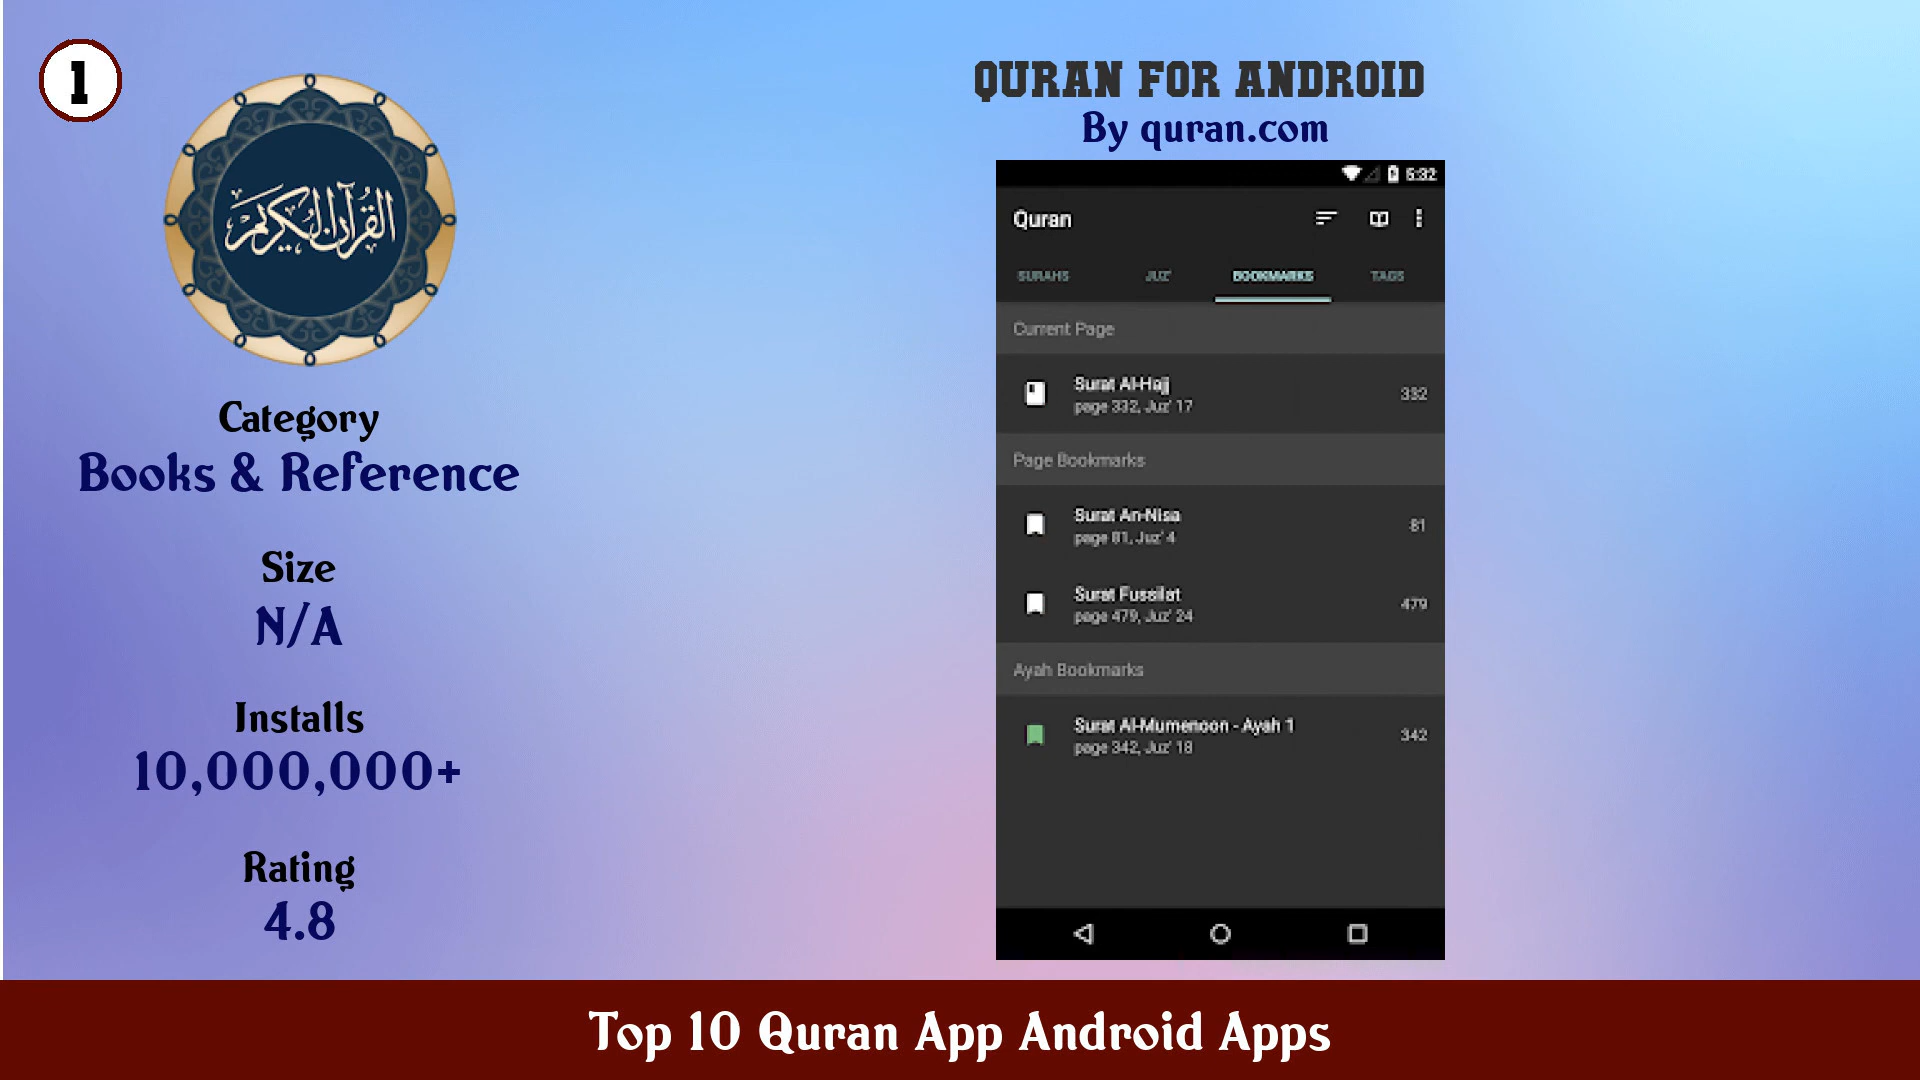 1
القرآن الكريم
Category
Books & Reference
Size
N/A
Installs
10,000,000+
Rating
4.8
QURAN FOR ANDROID
By quran.com
5:32
Quran
SURAHS JUZ' BOOKMARKS TAGS
Current Page
Surat Al-Hajj
page 332, Juz' 17
332
Page Bookmarks
Surat An-Nisa
page 81, Juz' 4
81
Surat Fussilat
page 479, Juz' 24
479
Ayah Bookmarks
Surat Al-Mumenoon - Ayah 1
page 342, Juz' 18
342
Top 10 Quran App Android Apps